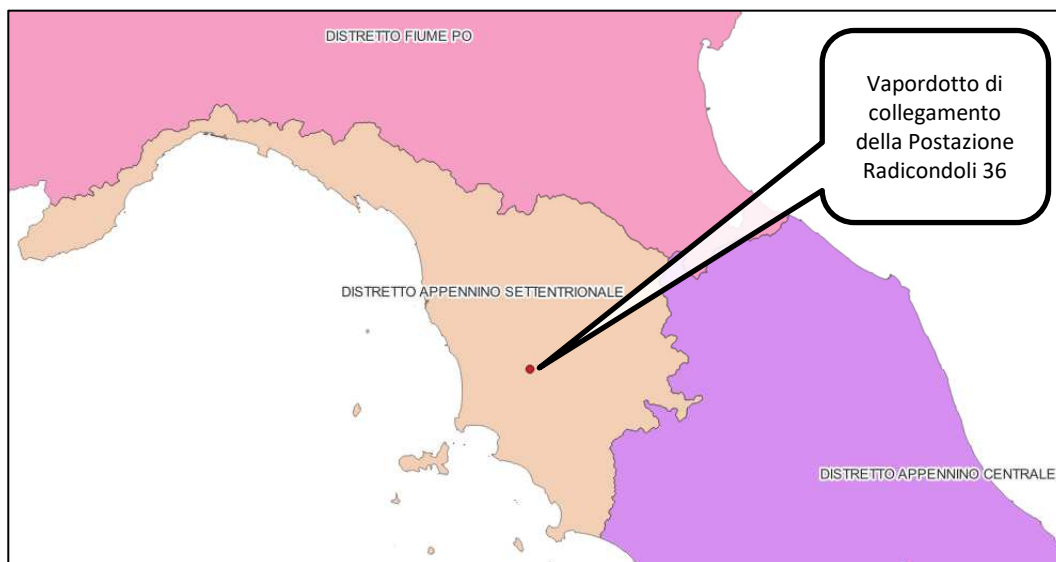 DISTRETTO FIUME PO
Vapordotto di
collegamento
della Postazione
Radicondoli 36
DISTRETTO APPENNINO SETTENTRIONALE
DISTRETTO APPENNINO CENTRALE